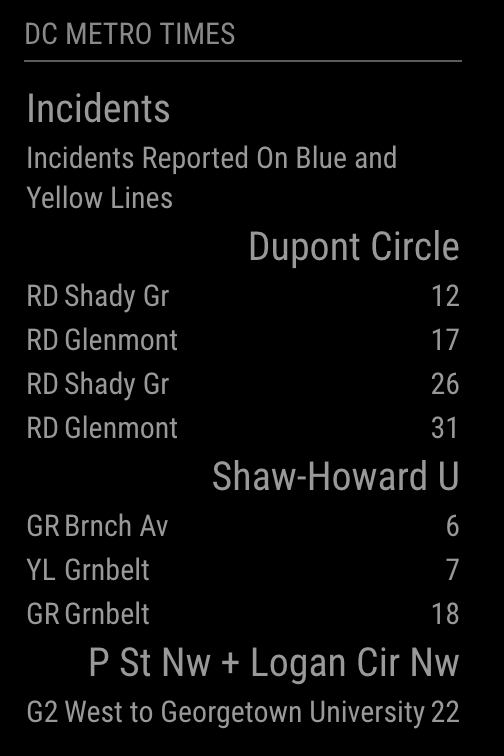 DC METRO TIMES
Incidents
Incidents Reported On Blue and
Yellow Lines
Dupont Circle
RD Shady Gr 12
RD Glenmont 17
RD Shady Gr 26
RD Glenmont 31
Shaw-Howard U
GR Brnch Av 6
YL Grnbelt 7
GR Grnbelt 18
P St Nw + Logan Cir Nw
G2 West to Georgetown University 22